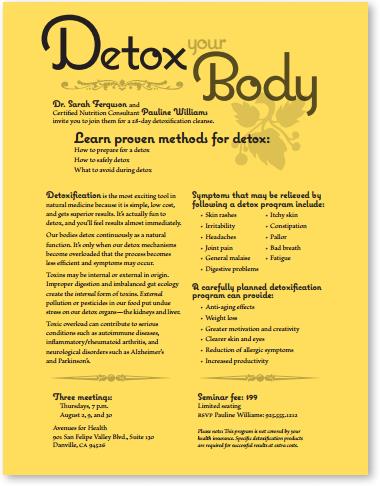 Detox your
Body
Dr. Sarah Ferguson and
Certified Nutrition Consultant Pauline Williams
invite you to join them for a 28-day detoxification cleanse.
Learn proven methods for detox:
How to prepare for a detox
How to safely detox
What to avoid during detox
Detoxification is the most exciting tool in
natural medicine because it is simple, low cost,
and gets superior results. It's actually fun to
detox, and you'll feel results almost immediately.
Our bodies detox continuously as a natural
function. It's only when our detox mechanisms
become overloaded that the process becomes
less efficient and symptoms may occur.
Toxins may be internal or external in origin.
Improper digestion and imbalanced gut ecology
create the internal form of toxins. External
pollution or pesticides in our food put undue
stress on our detox organs—the kidneys and liver.
Toxic overload can contribute to serious
conditions such as autoimmune diseases,
inflammatory/rheumatoid arthritis, and
neurological disorders such as Alzheimer's
and Parkinson's.
Symptoms that may be relieved by
following a detox program include:
• Skin rashes
• Irritability
• Headaches
• Joint pain
• General malaise
• Digestive problems
• Itchy skin
• Constipation
• Pallor
• Bad breath
• Fatigue
A carefully planned detoxification
program can provide:
• Anti-aging effects
• Weight loss
• Greater motivation and creativity
• Clearer skin and eyes
• Reduction of allergic symptoms
• Increased productivity
Three meetings:
Thursdays, 7 p.m.
August 2, 9, and 30
Avenues for Health
901 San Felipe Valley Blvd., Suite 130
Danville, CA 94526
Seminar fee: $99
Limited seating
RSVP Pauline Williams: 925.555.1212
Please note: This program is not covered by your
health insurance. Specific detoxification products
are required for successful results at extra costs.